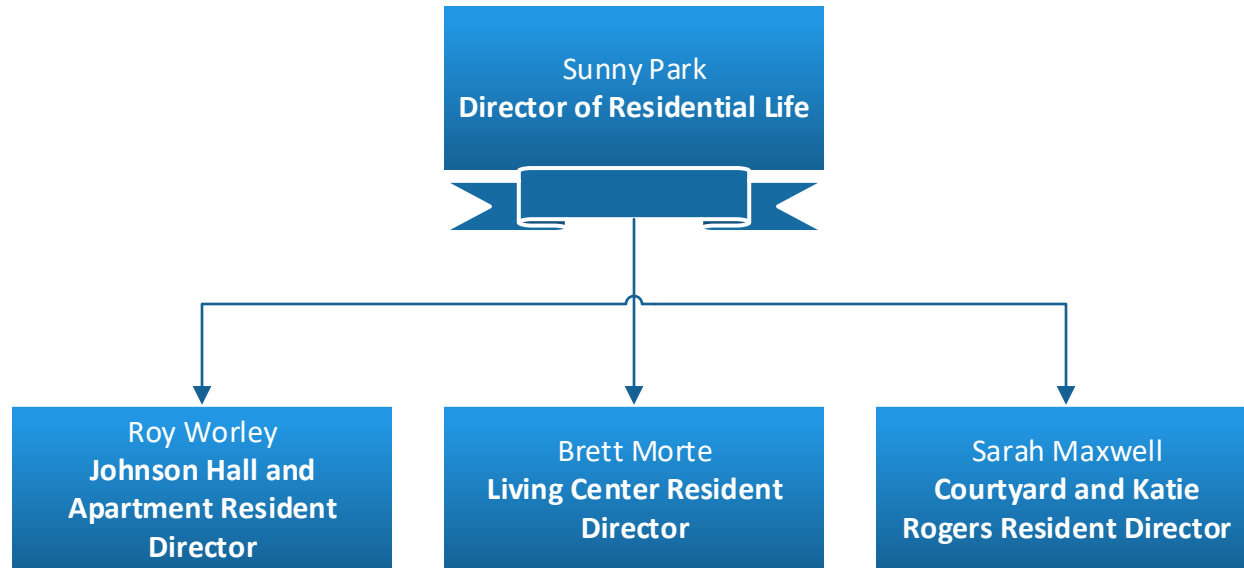 Sunny Park
Director of Residential Life
Roy Worley
Johnson Hall and
Apartment Resident
Director
Brett Morte
Living Center Resident
Director
Sarah Maxwell
Courtyard and Katie
Rogers Resident Director